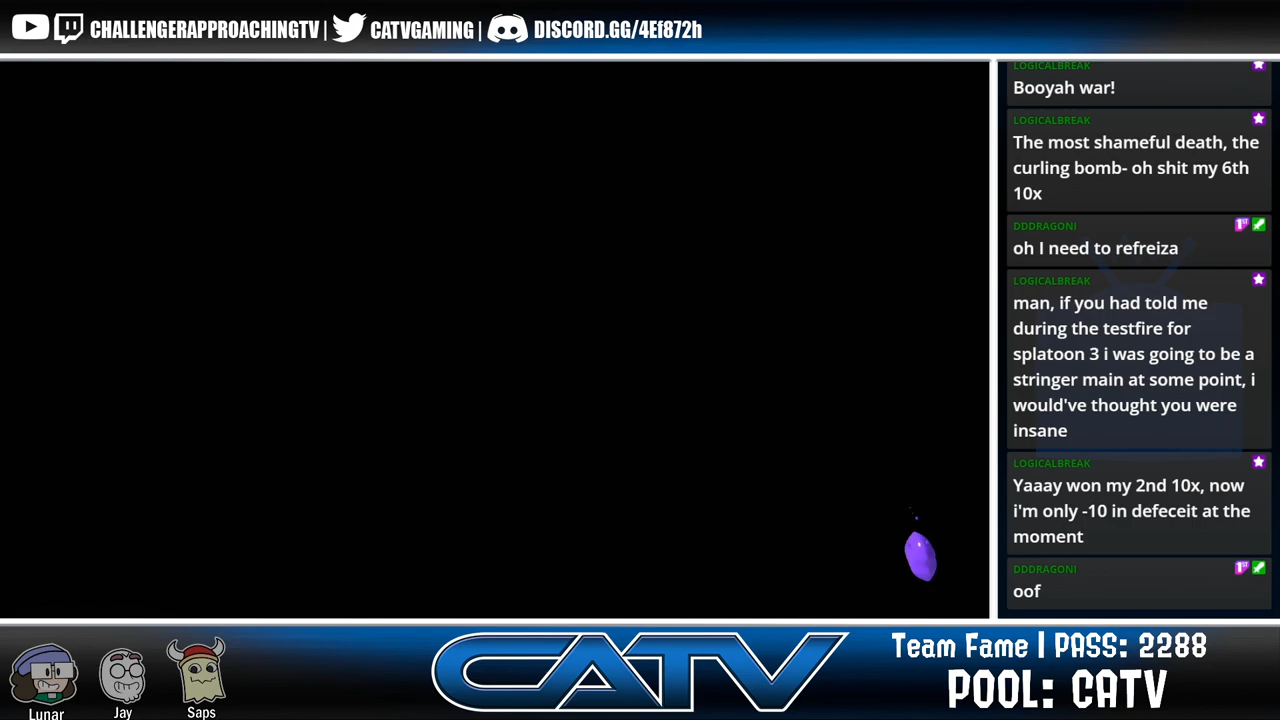 CHALLENGERAPPROACHINGTV | CATVGAMING | DISCORD.GG/4Ef872h
LOGICALBREAK
Booyah war!
LOGICALBREAK
The most shameful death, the
curling bomb- oh shit my 6th
10x
DDDRAGONI
oh I need to refreiza
LOGICALBREAK
man, if you had told me
during the testfire for
splatoon 3 i was going to be a
stringer main at some point, i
would've thought you were
insane
LOGICALBREAK
Yaaay won my 2nd 10x, now
i'm only -10 in defeceit at the
moment
DDDRAGONI
oof
Lunar
Jay
Saps
CATV
Team Fame | PASS: 2288
POOL: CATV